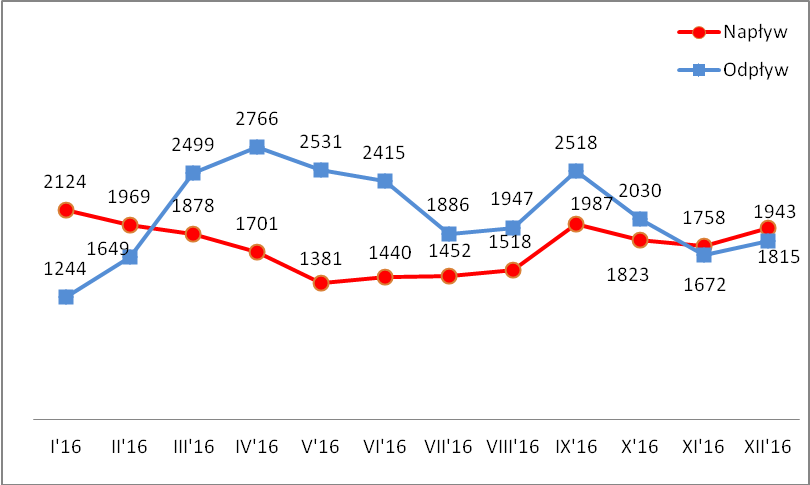 Napływ
Odpływ
2124 1969 1878 1701 1381 1440 1452 1518 1987 1823 1758 1943
1244 1649 2499 2766 2531 2415 1886 1947 2518 2030 1672 1815
I'16 II'16 III'16 IV'16 V'16 VI'16 VII'16 VIII'16 IX'16 X'16 XI'16 XII'16